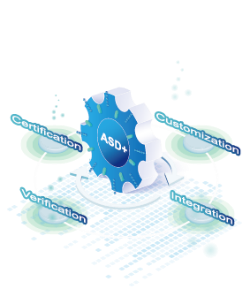 Certification
Customization
ASD+
Verification
Integration